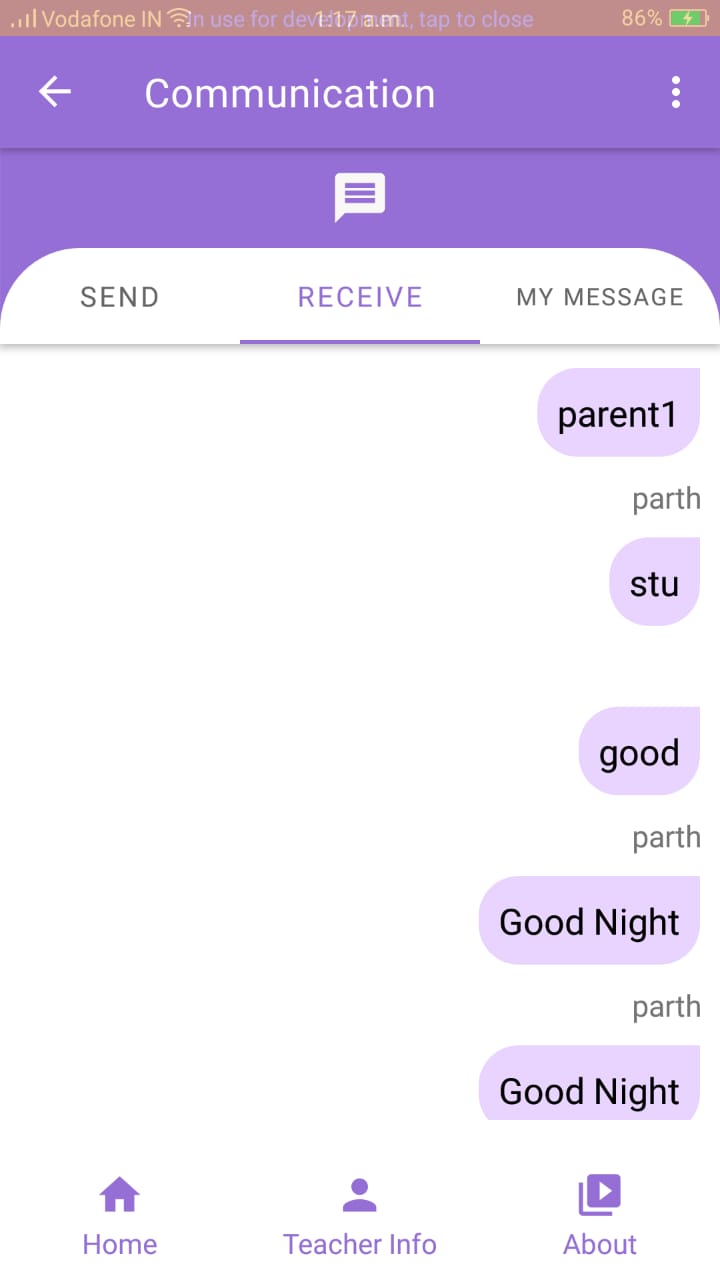 Vodafone IN In use for development, tap to close 1:17 a.m. 86%
Communication
SEND RECEIVE MY MESSAGE
parent1
parth
stu
good
parth
Good Night
parth
Good Night
Home Teacher Info About